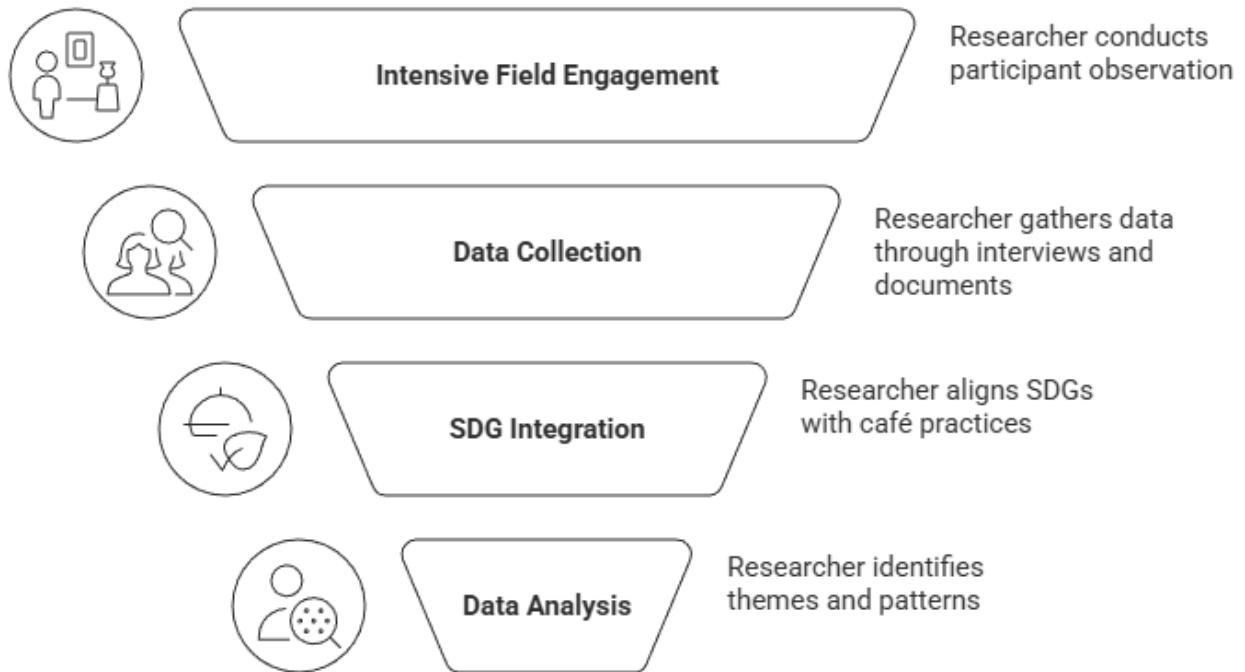 Intensive Field Engagement
Researcher conducts
participant observation
Data Collection
Researcher gathers data
through interviews and
documents
SDG Integration
Researcher aligns SDGs
with café practices
Data Analysis
Researcher identifies
themes and patterns